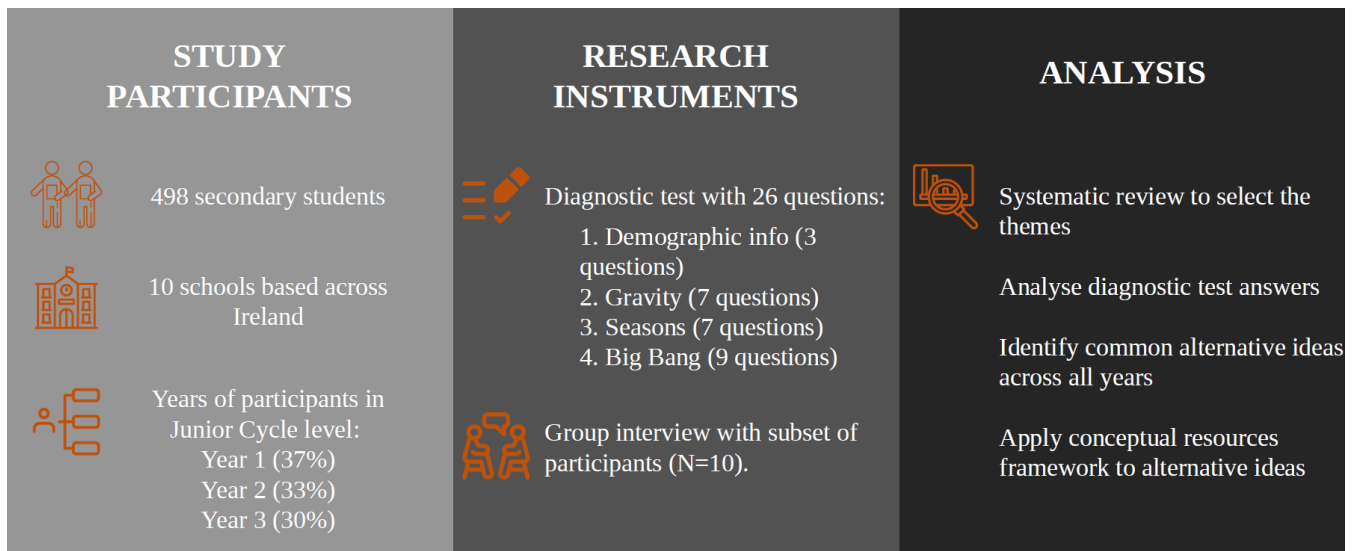 STUDY
PARTICIPANTS
498 secondary students
10 schools based across
Ireland
Years of participants in
Junior Cycle level:
Year 1 (37%)
Year 2 (33%)
Year 3 (30%)
RESEARCH
INSTRUMENTS
Diagnostic test with 26 questions:
1. Demographic info (3
questions)
2. Gravity (7 questions)
3. Seasons (7 questions)
4. Big Bang (9 questions)
Group interview with subset of
participants (N=10).
ANALYSIS
Systematic review to select the
themes
Analyse diagnostic test answers
Identify common alternative ideas
across all years
Apply conceptual resources
framework to alternative ideas